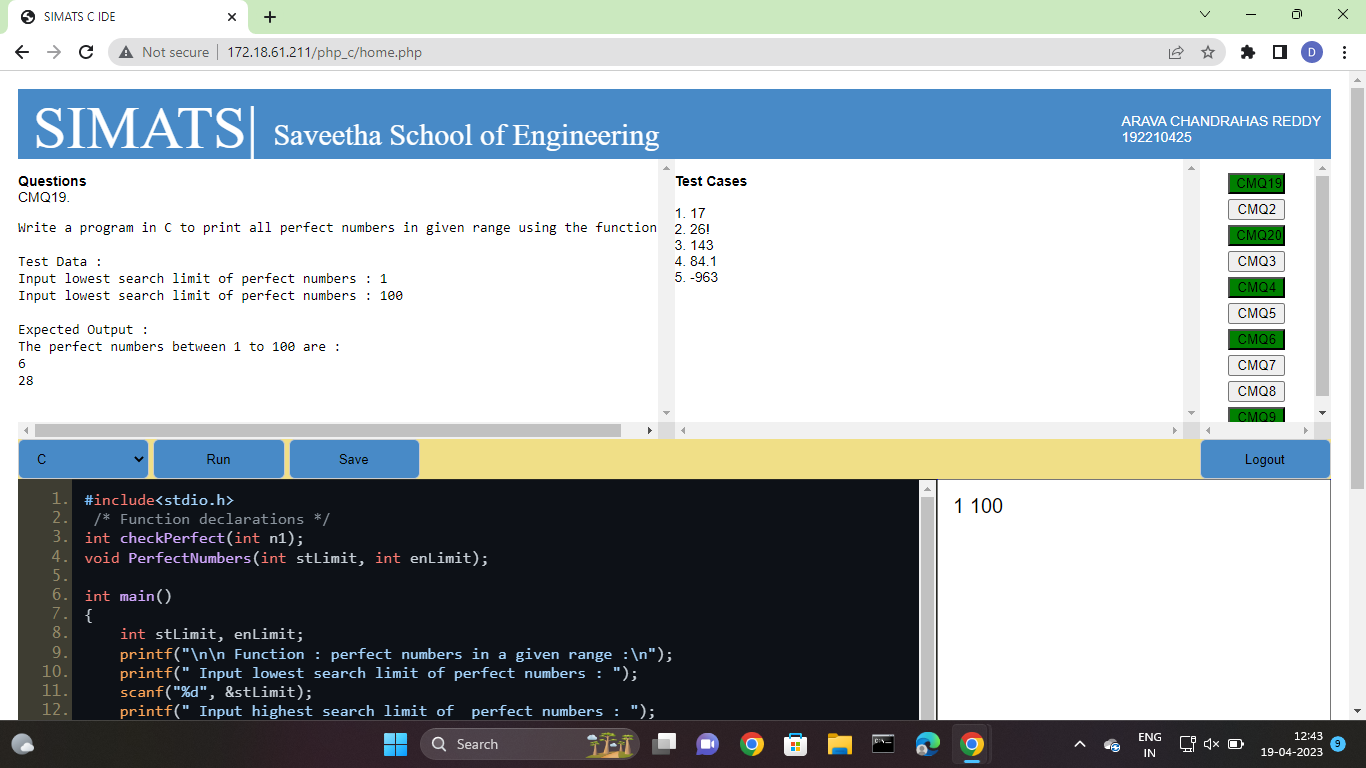 SIMATS C IDE
Not secure
172.18.61.211/php_c/home.php
D
SIMATS| Saveetha School of Engineering
ARAVA CHANDRAHAS REDDY
192210425
Questions
CMQ19.
Write a program in C to print all perfect numbers in given range using the function
Test Data :
Input lowest search limit of perfect numbers : 1
Input lowest search limit of perfect numbers : 100
Expected Output :
The perfect numbers between 1 to 100 are :
6
28
Test Cases
1. 17
2. 26!
3. 143
4. 84.1
5. -963
CMQ19
CMQ2
CMQ20
CMQ3
CMQ4
CMQ5
CMQ6
CMQ7
CMQ8
CMQ9
C
Run
Save
Logout
1. #include<stdio.h>
2. /* Function declarations */
3. int checkPerfect(int n1);
4. void PerfectNumbers(int stLimit, int enLimit);
5.
6. int main()
7. {
8. int stLimit, enLimit;
9. printf("\n\n Function : perfect numbers in a given range :\n");
10. printf(" Input lowest search limit of perfect numbers : ");
11. scanf("%d", &stLimit);
12. printf(" Input highest search limit of  perfect numbers : ");
1 100
Search
ENG
IN
12:43
19-04-2023
9